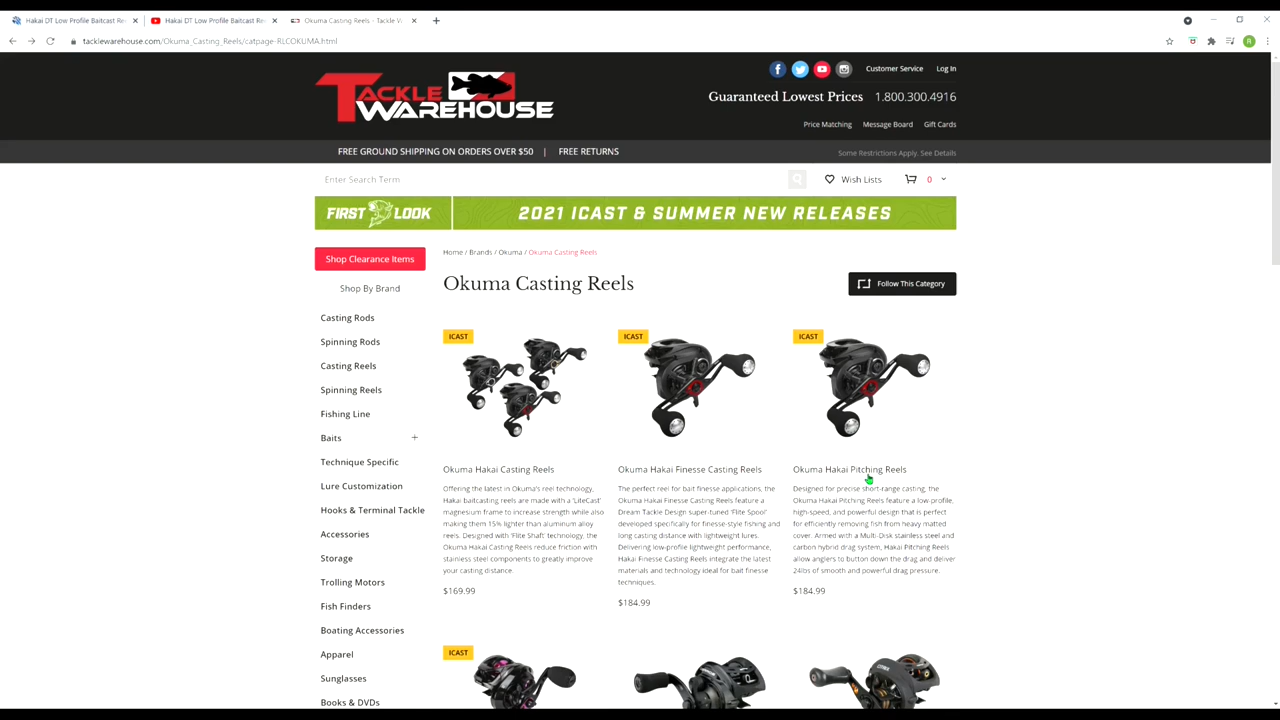 Hakai DT Low Profile Baitcast Re
Hakai DT Low Profile Baitcast Re
Okuma Casting Reels - Tackle W
tacklewarehouse.com/Okuma_Casting_Reels/catpage-RLCOKUMA.html
R
TACKLE WAREHOUSE
Customer Service
Log In
Guaranteed Lowest Prices 1.800.300.4916
Price Matching
Message Board
Gift Cards
FREE GROUND SHIPPING ON ORDERS OVER $50 | FREE RETURNS
Some Restrictions Apply. See Details
Enter Search Term
Wish Lists
0
FIRST LOOK
2021 ICAST & SUMMER NEW RELEASES
Shop Clearance Items
Shop By Brand
Casting Rods
Spinning Rods
Casting Reels
Spinning Reels
Fishing Line
Baits
Technique Specific
Lure Customization
Hooks & Terminal Tackle
Accessories
Storage
Trolling Motors
Fish Finders
Boating Accessories
Apparel
Sunglasses
Books & DVDs
Home / Brands / Okuma / Okuma Casting Reels
Okuma Casting Reels
Follow This Category
ICAST
Okuma Hakai Casting Reels
Offering the latest in Okuma's reel technology,
Hakai baitcasting reels are made with a 'LiteCast'
magnesium frame to increase strength while also
making them 15% lighter than aluminum alloy
reels. Designed with 'Flite Shaft' technology, the
Okuma Hakai Casting Reels reduce friction with
stainless steel components to greatly improve
your casting distance.
$169.99
ICAST
Okuma Hakai Finesse Casting Reels
The perfect reel for bait finesse applications, the
Okuma Hakai Finesse Casting Reels feature a
Dream Tackle Design super-tuned 'Flite Spool'
developed specifically for finesse-style fishing and
long casting distance with lightweight lures.
Delivering low-profile lightweight performance,
Hakai Finesse Casting Reels integrate the latest
materials and technology ideal for bait finesse
techniques.
$184.99
ICAST
Okuma Hakai Pitching Reels
Designed for precise short-range casting, the
Okuma Hakai Pitching Reels feature a low-profile,
high-speed, and powerful design that is perfect
for efficiently removing fish from heavy matted
cover. Armed with a Multi-Disk stainless steel and
carbon hybrid drag system, Hakai Pitching Reels
allow anglers to button down the drag and deliver
24lbs of smooth and powerful drag pressure.
$184.99
ICAST